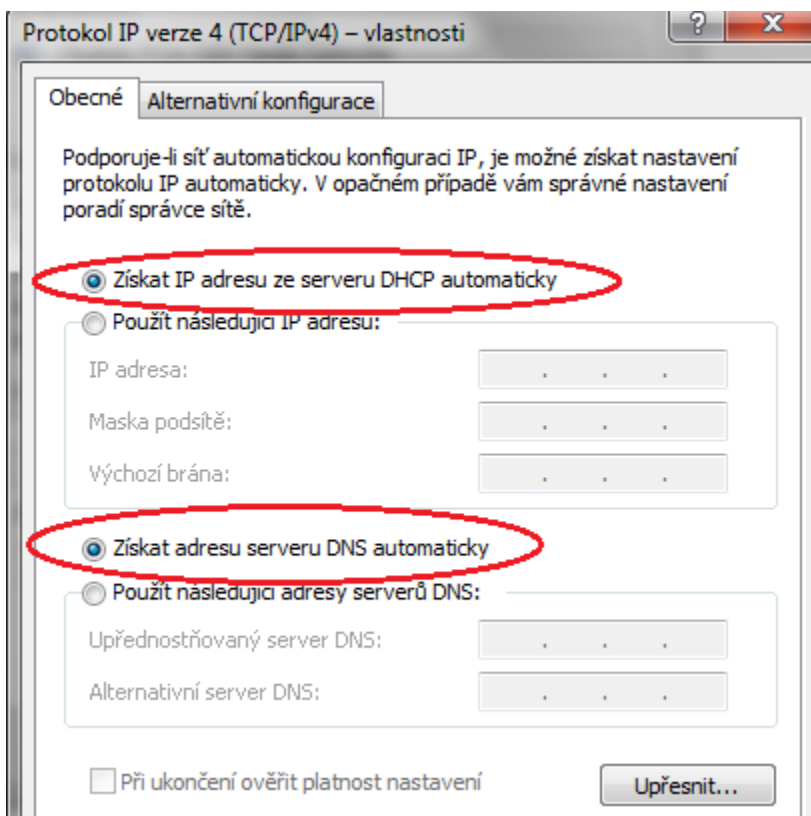 Protokol IP verze 4 (TCP/IPv4) – vlastnosti
?
X
Obecné
Alternativní konfigurace
Podporuje-li síť automatickou konfiguraci IP, je možné získat nastavení
protokolu IP automaticky. V opačném případě vám správné nastavení
poradí správce sítě.
Získat IP adresu ze serveru DHCP automaticky
Použít následující IP adresu:
IP adresa:
Maska podsítě:
Výchozí brána:
Získat adresu serveru DNS automaticky
Použít následující adresy serverů DNS:
Upřednostňovaný server DNS:
Alternativní server DNS:
Při ukončení ověřit platnost nastavení
Upřesnit...